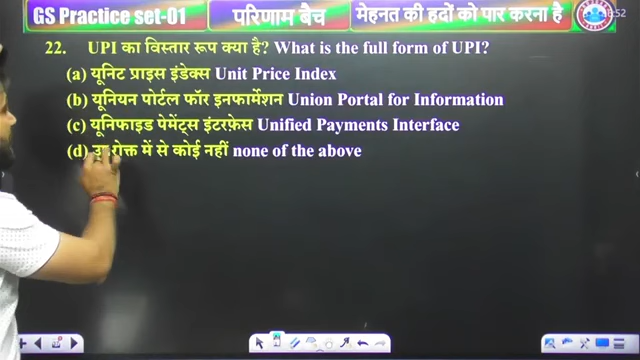 GS Practice set-01
परिणाम बैच
मेहनत की हदों को पार करना है
22. UPI का विस्तार रूप क्या है? What is the full form of UPI?
(a) यूनिट प्राइस इंडेक्स Unit Price Index
(b) यूनियन पोर्टल फॉर इनफार्मेशन Union Portal for Information
(c) यूनिफाइड पेमेंट्स इंटरफ़ेस Unified Payments Interface
(d) में से कोई नहीं none of the above